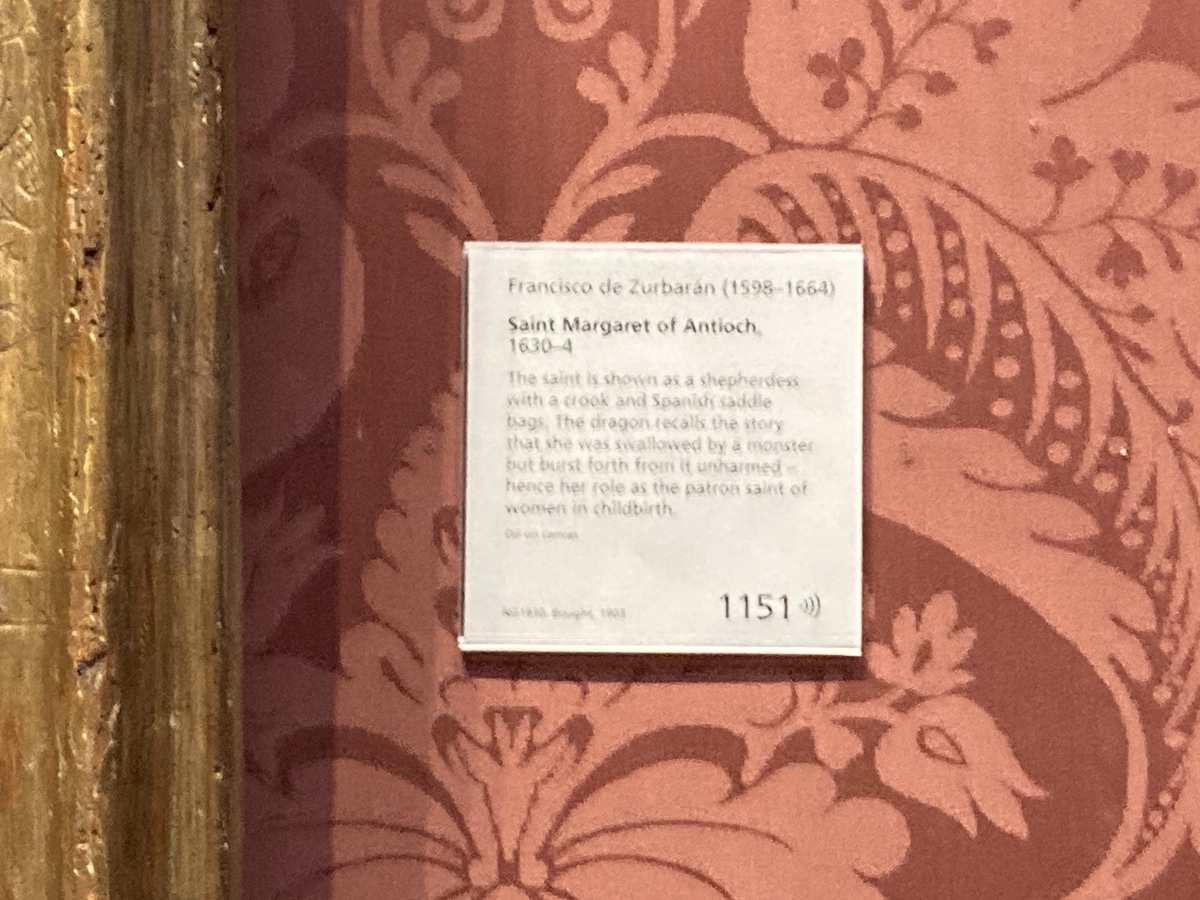 Francisco de Zurbarán (1598–1664)
Saint Margaret of Antioch,
1630–4
The saint is shown as a shepherdess
with a crook and Spanish saddle
bags. The dragon recalls the story
that she was swallowed by a monster
but burst forth from it unharmed –
hence her role as the patron saint of
women in childbirth.
Oil on canvas
NG1930. Bought, 1903
1151